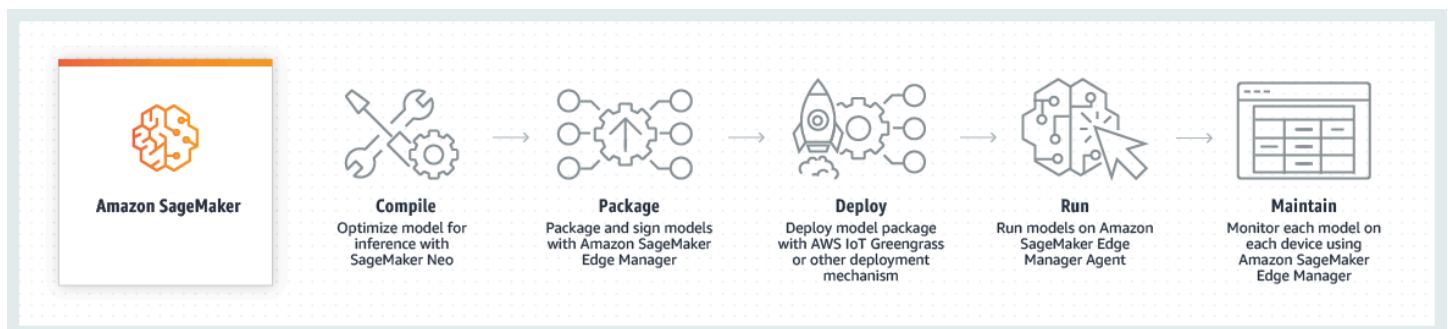 Amazon SageMaker
Compile
Optimize model for
inference with
SageMaker Neo
Package
Package and sign models
with Amazon SageMaker
Edge Manager
Deploy
Deploy model package
with AWS IoT Greengrass
or other deployment
mechanism
Run
Run models on Amazon
SageMaker Edge
Manager Agent
Maintain
Monitor each model on
each device using
Amazon SageMaker
Edge Manager